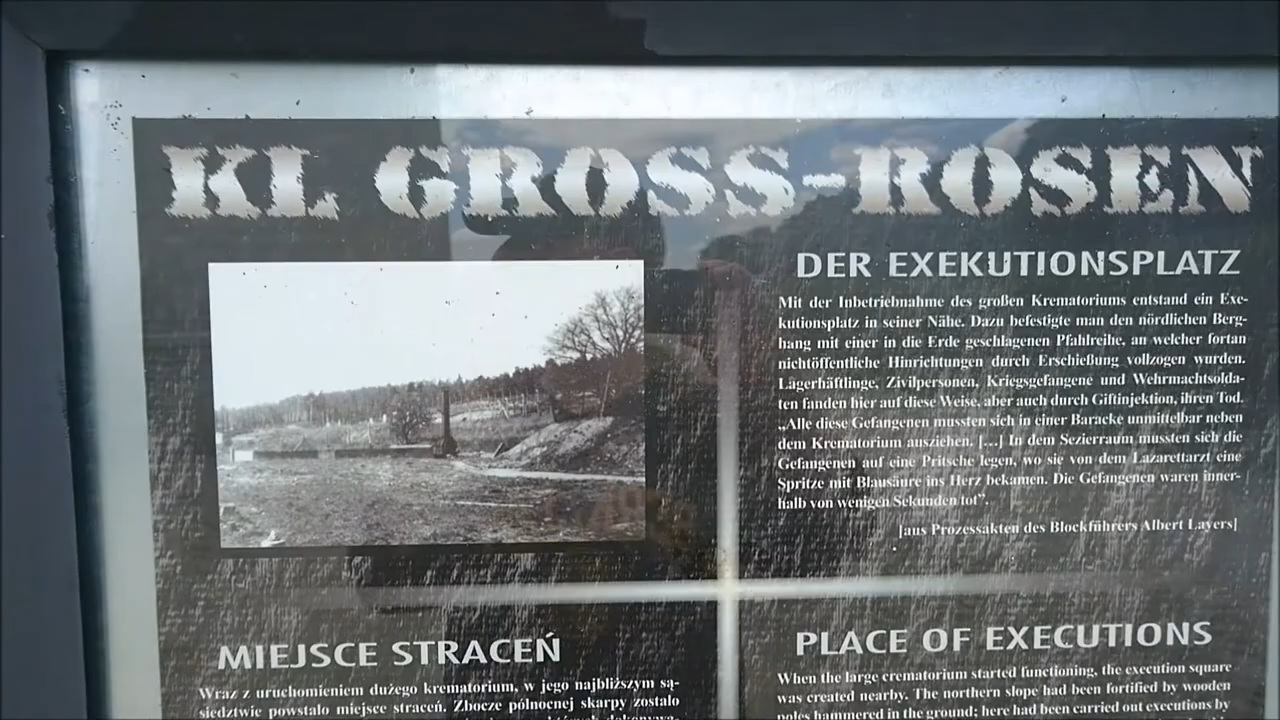 KL GROSS-ROSEN
DER EXEKUTIONSPLATZ
Mit der Inbetriebnahme des großen Krematoriums entstand ein Exe-
kutionsplatz in seiner Nähe. Dazu befestigte man den nördlichen Berg-
hang mit einer in die Erde geschlagenen Pfahlreihe, an welcher fortan
nichtöffentliche Hinrichtungen durch Erschießung vollzogen wurden.
Lagerhäftlinge, Zivilpersonen, Kriegsgefangene und Wehrmachtsolda-
ten fanden hier auf diese Weise, aber auch durch Giftinjektion, ihren Tod.
„Alle diese Gefangenen mussten sich in einer Baracke unmittelbar neben
dem Krematorium ausziehen. [...] In dem Sezierraum mussten sich die
Gefangenen auf eine Pritsche legen, wo sie von dem Lazarettarzt eine
Spritze mit Blausäure ins Herz bekamen. Die Gefangenen waren inner-
halb von wenigen Sekunden tot”.
[aus Prozessakten des Blockführers Albert Layers]
MIEJSCE STRACEŃ
Wraz z uruchomieniem dużego krematorium, w jego najbliższym są-
siedztwie powstało miejsce straceń. Zbocze północnej skarpy zostało
PLACE OF EXECUTIONS
When the large crematorium started functioning, the execution square
was created nearby. The northern slope had been fortified by wooden
poles hammered in the ground; here had been carried out executions by